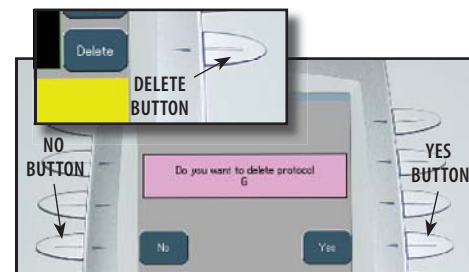 Delete
DELETE
BUTTON
NO
BUTTON
YES
BUTTON
Do you want to delete protocol
G
No
Yes